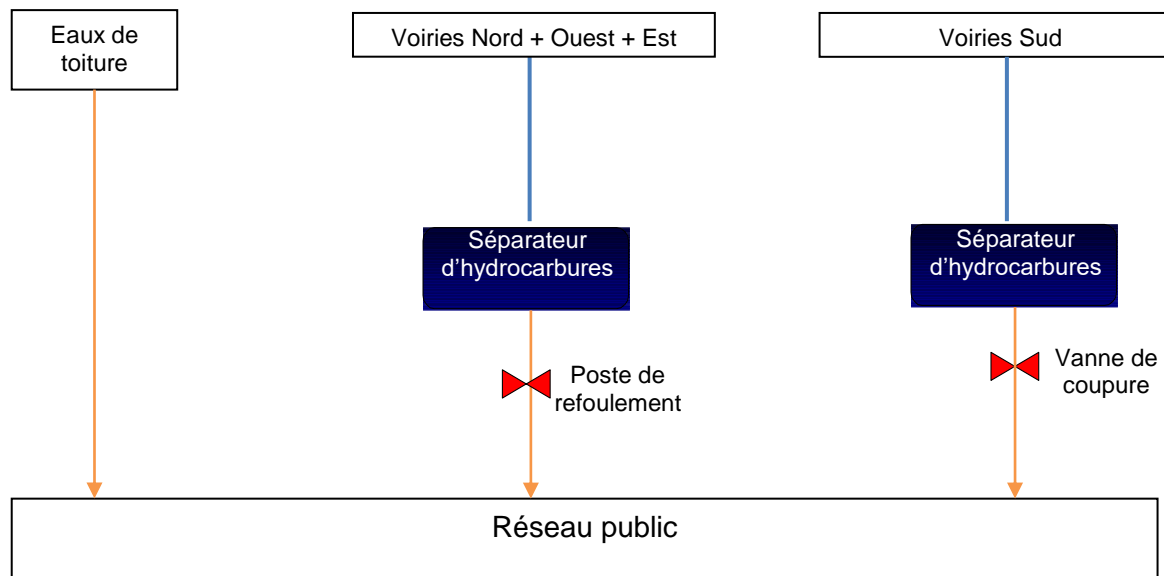 Eaux de
toiture
Voiries Nord + Ouest + Est
Voiries Sud
Séparateur
d'hydrocarbures
Séparateur
d'hydrocarbures
Poste de
refoulement
Vanne de
coupure
Réseau public